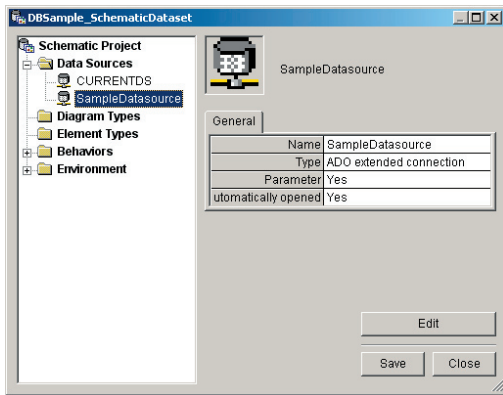 DBSample_SchematicDataset
Schematic Project
Data Sources
CURRENTDS
SampleDatasource
Diagram Types
Element Types
Behaviors
Environment
SampleDatasource
General
Name SampleDatasource
Type ADO extended connection
Parameter Yes
utomatically opened Yes
Edit
Save Close